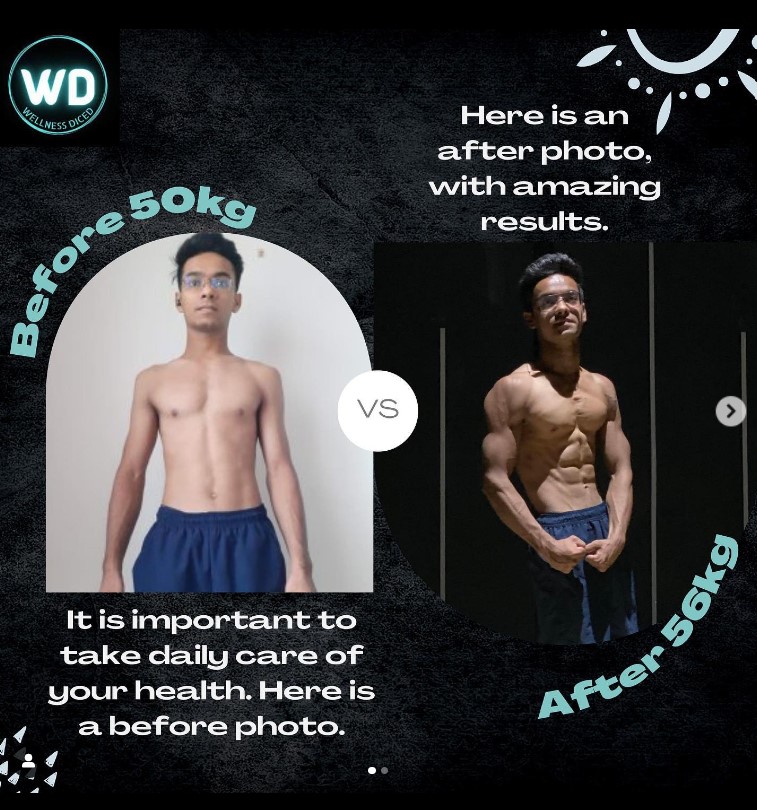 WD
WELLNESS DICED
Here is an
after photo,
with amazing
results.
Before 50kg
VS
After 56kg
It is important to
take daily care of
your health. Here is
a before photo.